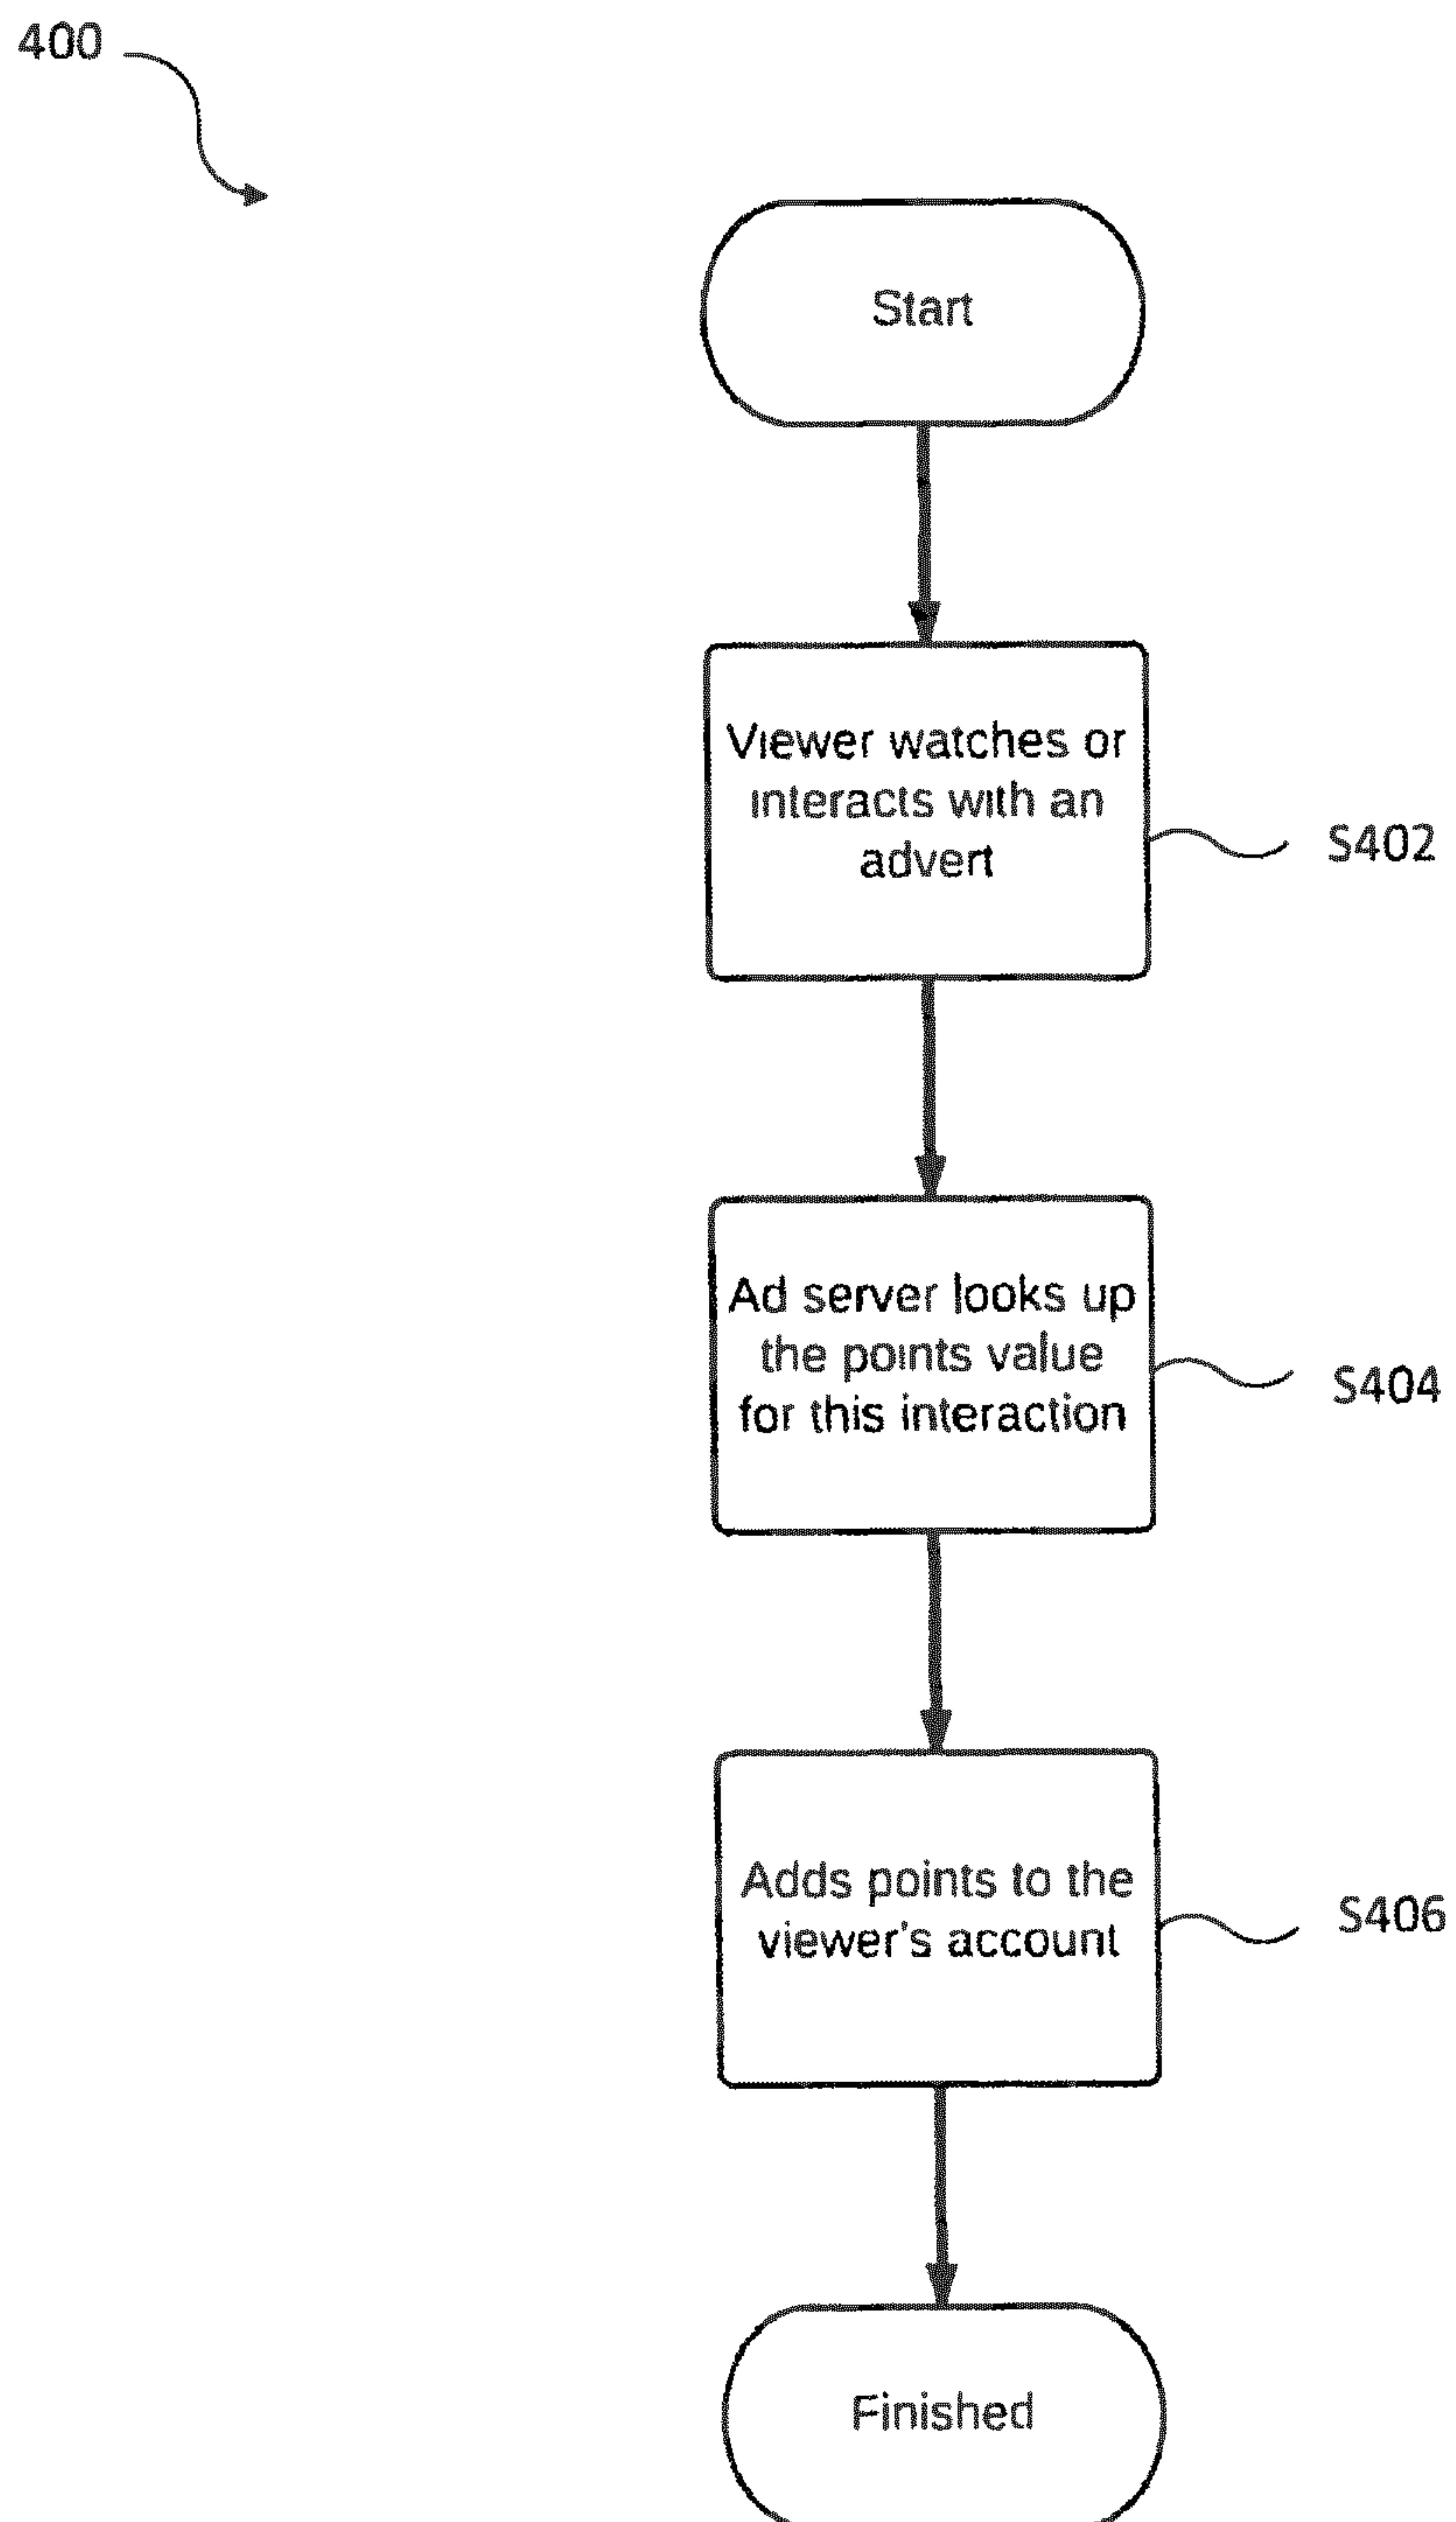 400
Start
Viewer watches or
interacts with an
advert
S402
Ad server looks up
the points value
for this interaction
S404
Adds points to the
viewer's account
S406
Finished